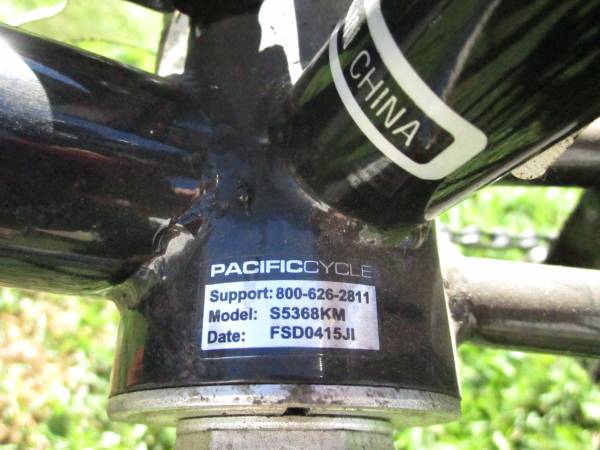 CHINA
PACIFICCYCLE
Support: 800-626-2811
Model: S5368KM
Date: FSD0415JI